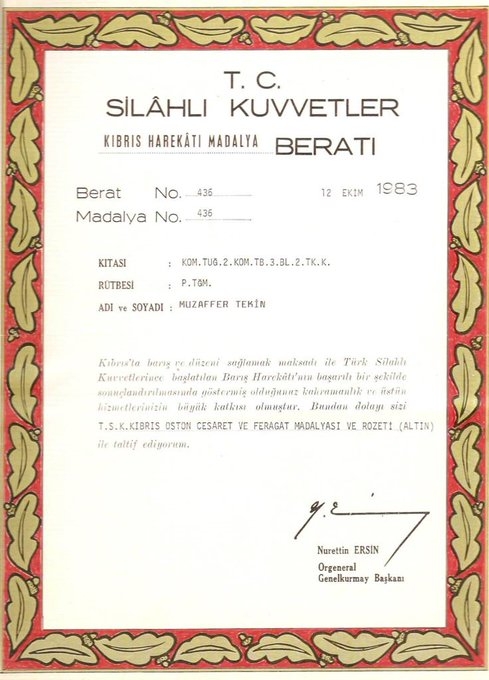 T. C.
SİLÂHLI KUVVETLER
KIBRIS HAREKÂTI MADALYA BERATI
Berat No. 436 12 EKİM 1983
Madalya No. 436
KITASI : KOM.TUĞ.2.KOM.TB.3.BL.2.TK.K.
RÜTBESİ : P.TĞM.
ADI ve SOYADI : MUZAFFER TEKİN
Kıbrıs'ta barış ve düzeni sağlamak maksadı ile Türk Silahlı
Kuvvetlerince başlatılan Barış Harekâtı'nın başarılı bir şekilde
sonuçlandırılmasında göstermiş olduğunuz kahramanlık ve üstün
hizmetlerinizin büyük katkısı olmuştur. Bundan dolayı sizi
T.S.K.KIBRIS OSTON CESARET VE FERAGAT MADALYASI VE ROZETİ (ALTIN)
ile taltif ediyorum.
Nurettin ERSİN
Orgeneral
Genelkurmay Başkanı